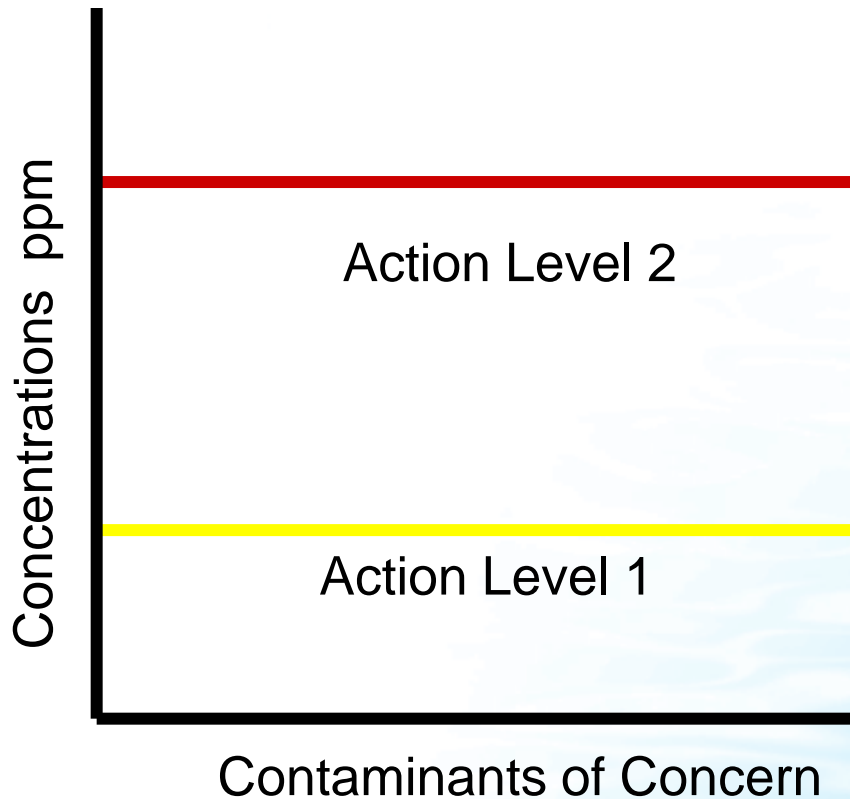 Concentrations ppm
Action Level 2
Action Level 1
Contaminants of Concern